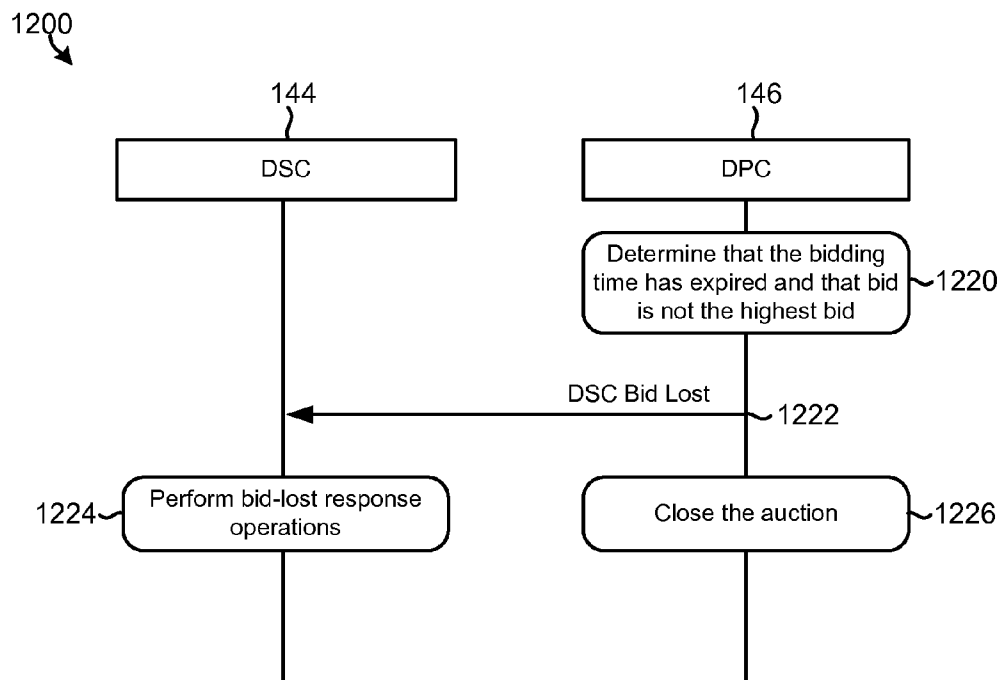 1200
144
146
DSC
DPC
Determine that the bidding
time has expired and that bid
is not the highest bid
1220
DSC Bid Lost
1222
1224
Perform bid-lost response
operations
Close the auction
1226